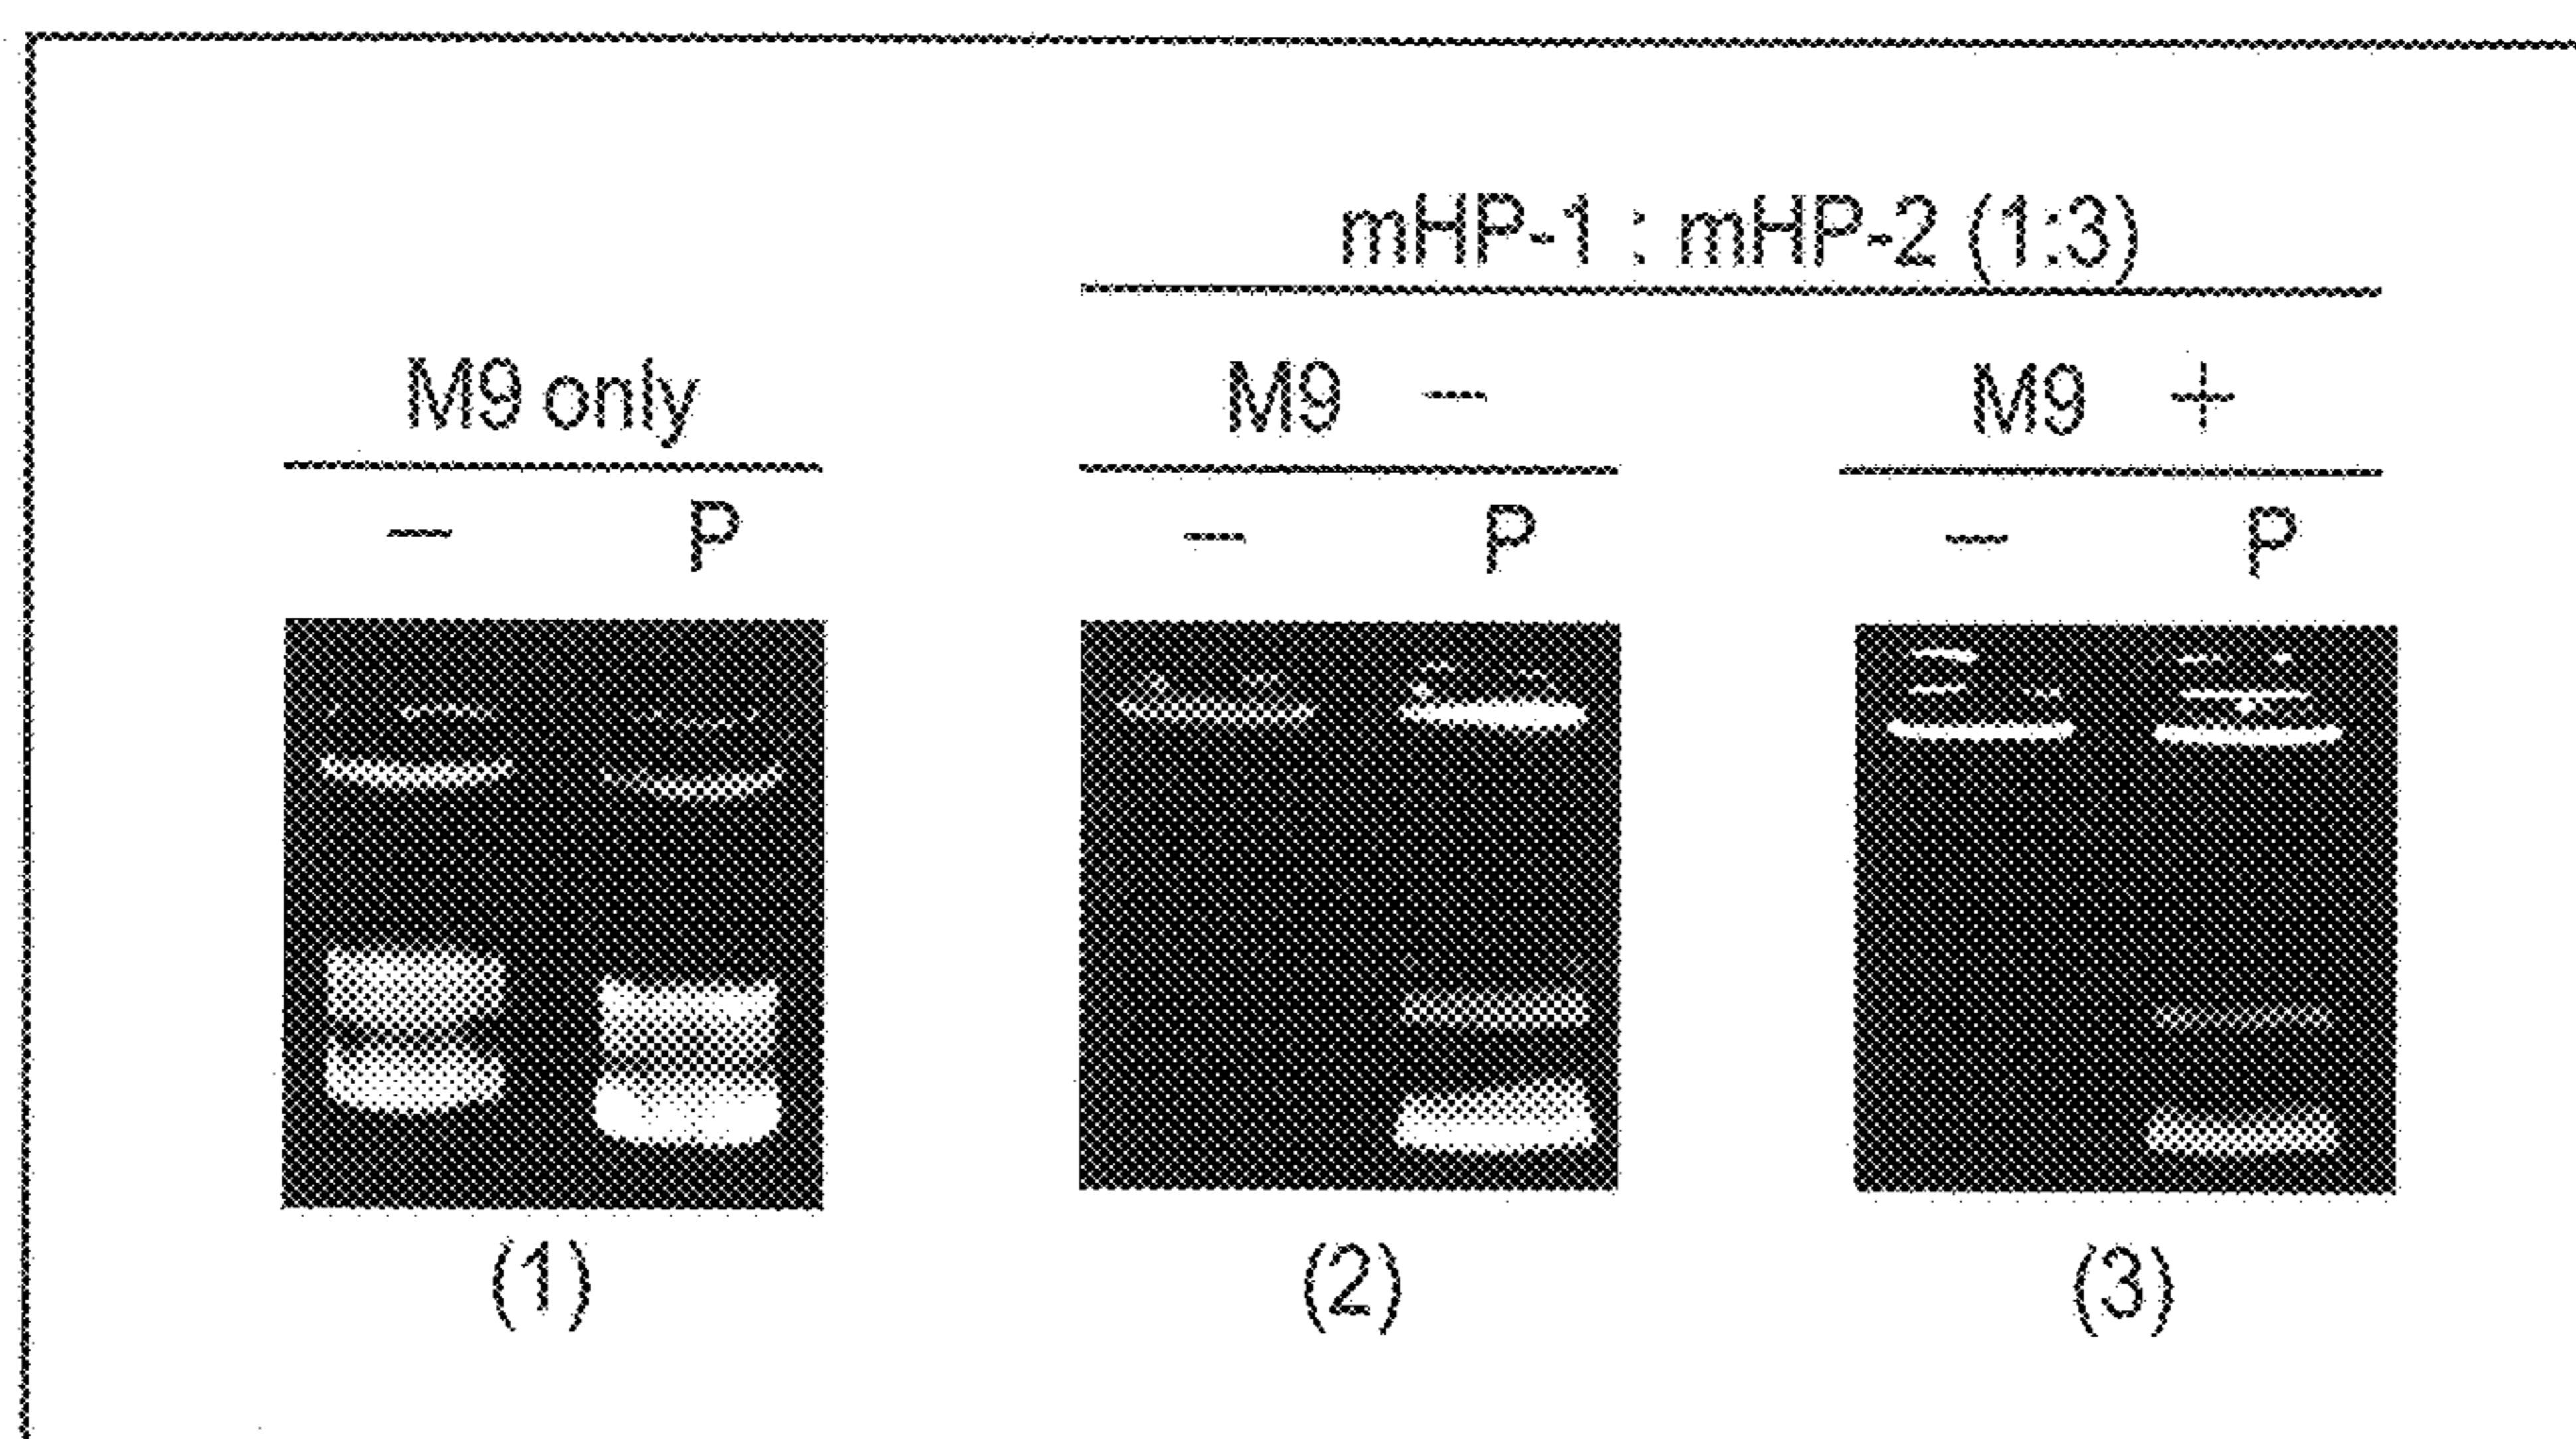 mHP-1 : mHP-2 (1:3)
M9 only M9 − M9 +
− P − P − P
(1) (2) (3)